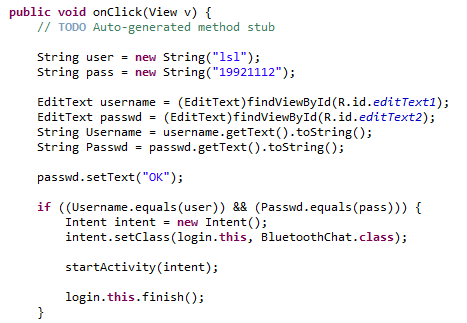 public void onClick(View v) {
// TODO Auto-generated method stub
String user = new String("lsl");
String pass = new String("19921112");
EditText username = (EditText)findViewById(R.id.editText1);
EditText passwd = (EditText)findViewById(R.id.editText2);
String Username = username.getText().toString();
String Passwd = passwd.getText().toString();
passwd.setText("OK");
if ((Username.equals(user)) && (Passwd.equals(pass))) {
Intent intent = new Intent();
intent.setClass(login.this, BluetoothChat.class);
startActivity(intent);
login.this.finish();
}